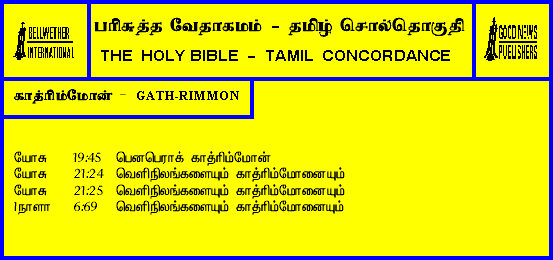 BELLWETHER
INTERNATIONAL
பரிசுத்த வேதாகமம் - தமிழ் சொல்தொகுதி
THE HOLY BIBLE - TAMIL CONCORDANCE
GOOD NEWS
PUBLISHERS
காத்ரிம்மோன் - GATH-RIMMON
யோசு 19:45 பெனபெராக் காத்ரிம்மோன்
யோசு 21:24 வெளிநிலங்களையும் காத்ரிம்மோனையும்
யோசு 21:25 வெளிநிலங்களையும் காத்ரிம்மோனையும்
1நாளா 6:69 வெளிநிலங்களையும் காத்ரிம்மோனையும்